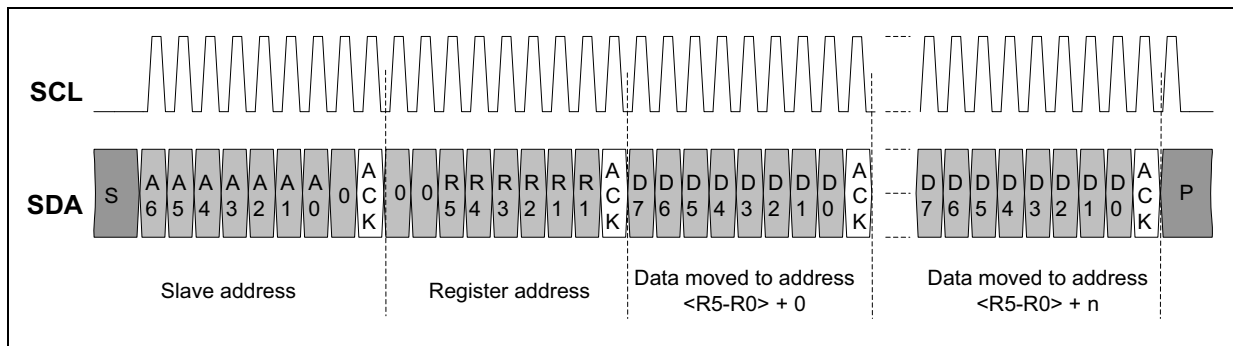 SCL
SDA
S A6 A5 A4 A3 A2 A1 A0 0 ACK 0 0 R5 R4 R3 R2 R1 R1 ACK D7 D6 D5 D4 D3 D2 D1 D0 ACK D7 D6 D5 D4 D3 D2 D1 D0 ACK P
Slave address
Register address
Data moved to address
<R5-R0> + 0
Data moved to address
<R5-R0> + n